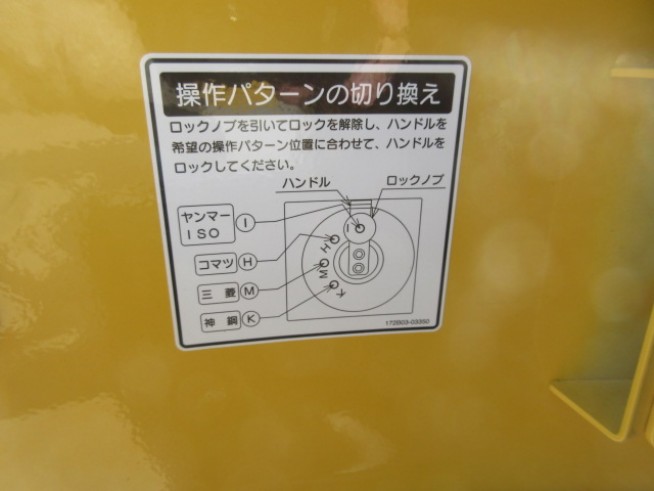 操作パターンの切り換え
ロックノブを引いてロックを解除し、ハンドルを
希望の操作パターン位置に合わせて、ハンドルを
ロックしてください。
ハンドル
ロックノブ
ヤンマー
ISO
I
コマツ
H
三菱
M
神鋼
K
I
H
M
K
172B03-03350